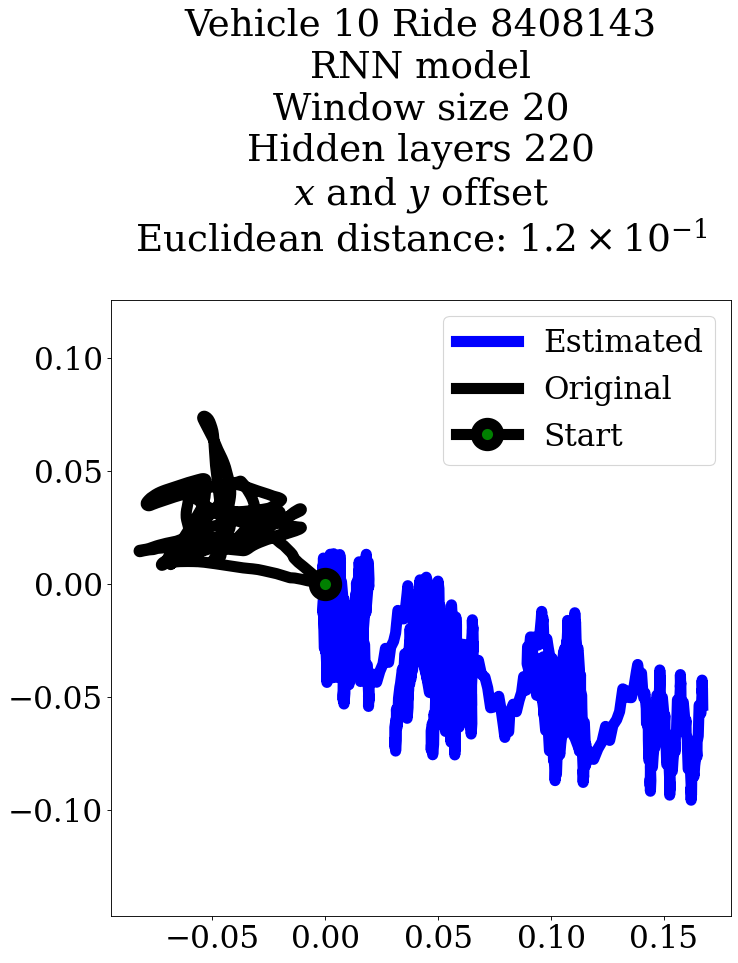 Vehicle 10 Ride 8408143
RNN model
Window size 20
Hidden layers 220
x and y offset
Euclidean distance: 1.2 × 10⁻¹
Estimated
Original
Start
0.10
0.05
0.00
−0.05
−0.10
−0.05 0.00 0.05 0.10 0.15